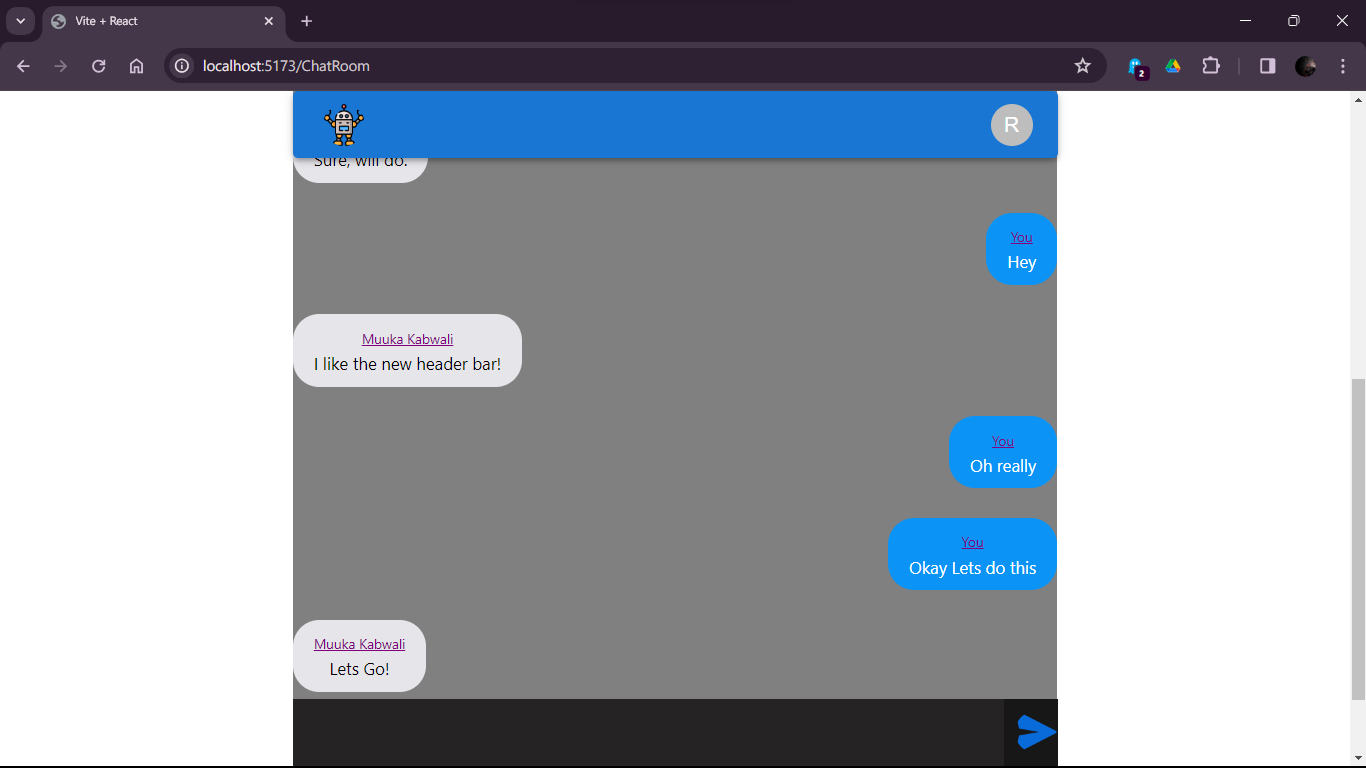 Vite + React
localhost:5173/ChatRoom
2
R
Sure, will do.
You
Hey
Muuka Kabwali
I like the new header bar!
You
Oh really
You
Okay Lets do this
Muuka Kabwali
Lets Go!